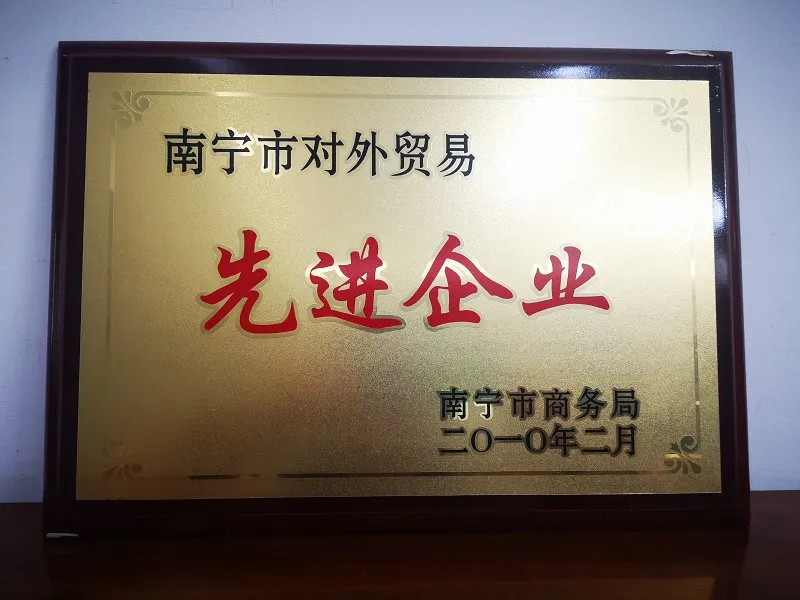 南宁市对外贸易
先进企业
南宁市商务局
二〇一〇年二月